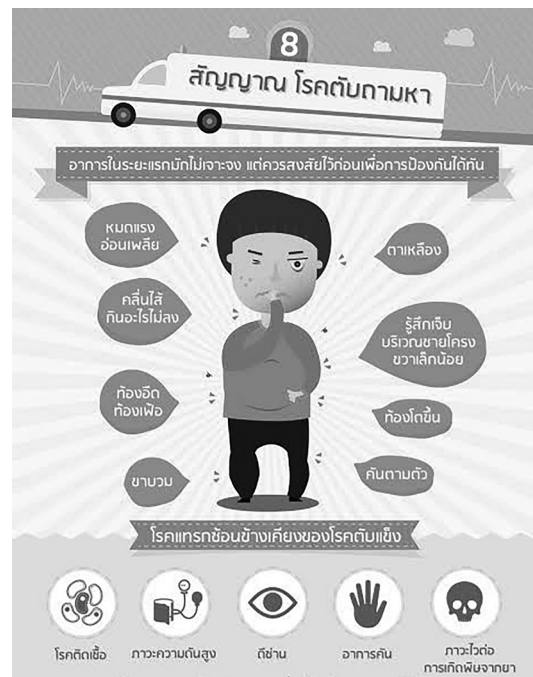 8
สัญญาณ โรคตับถามหา
อาการในระยะแรกมักไม่เจาะจง แต่ควรสงสัยไว้ก่อนเพื่อการป้องกันได้ทัน
หมดแรง
อ่อนเพลีย
ตาเหลือง
คลื่นไส้
กินอะไรไม่ลง
รู้สึกเจ็บ
บริเวณชายโครง
ขวาเล็กน้อย
ท้องอืด
ท้องเฟ้อ
ท้องโตขึ้น
ขาบวม
คันตามตัว
โรคแทรกซ้อนข้างเคียงของโรคตับแข็ง
โรคติดเชื้อ
ภาวะความดันสูง
ดีซ่าน
อาการคัน
ภาวะไวต่อ
การเกิดพิษจากยา